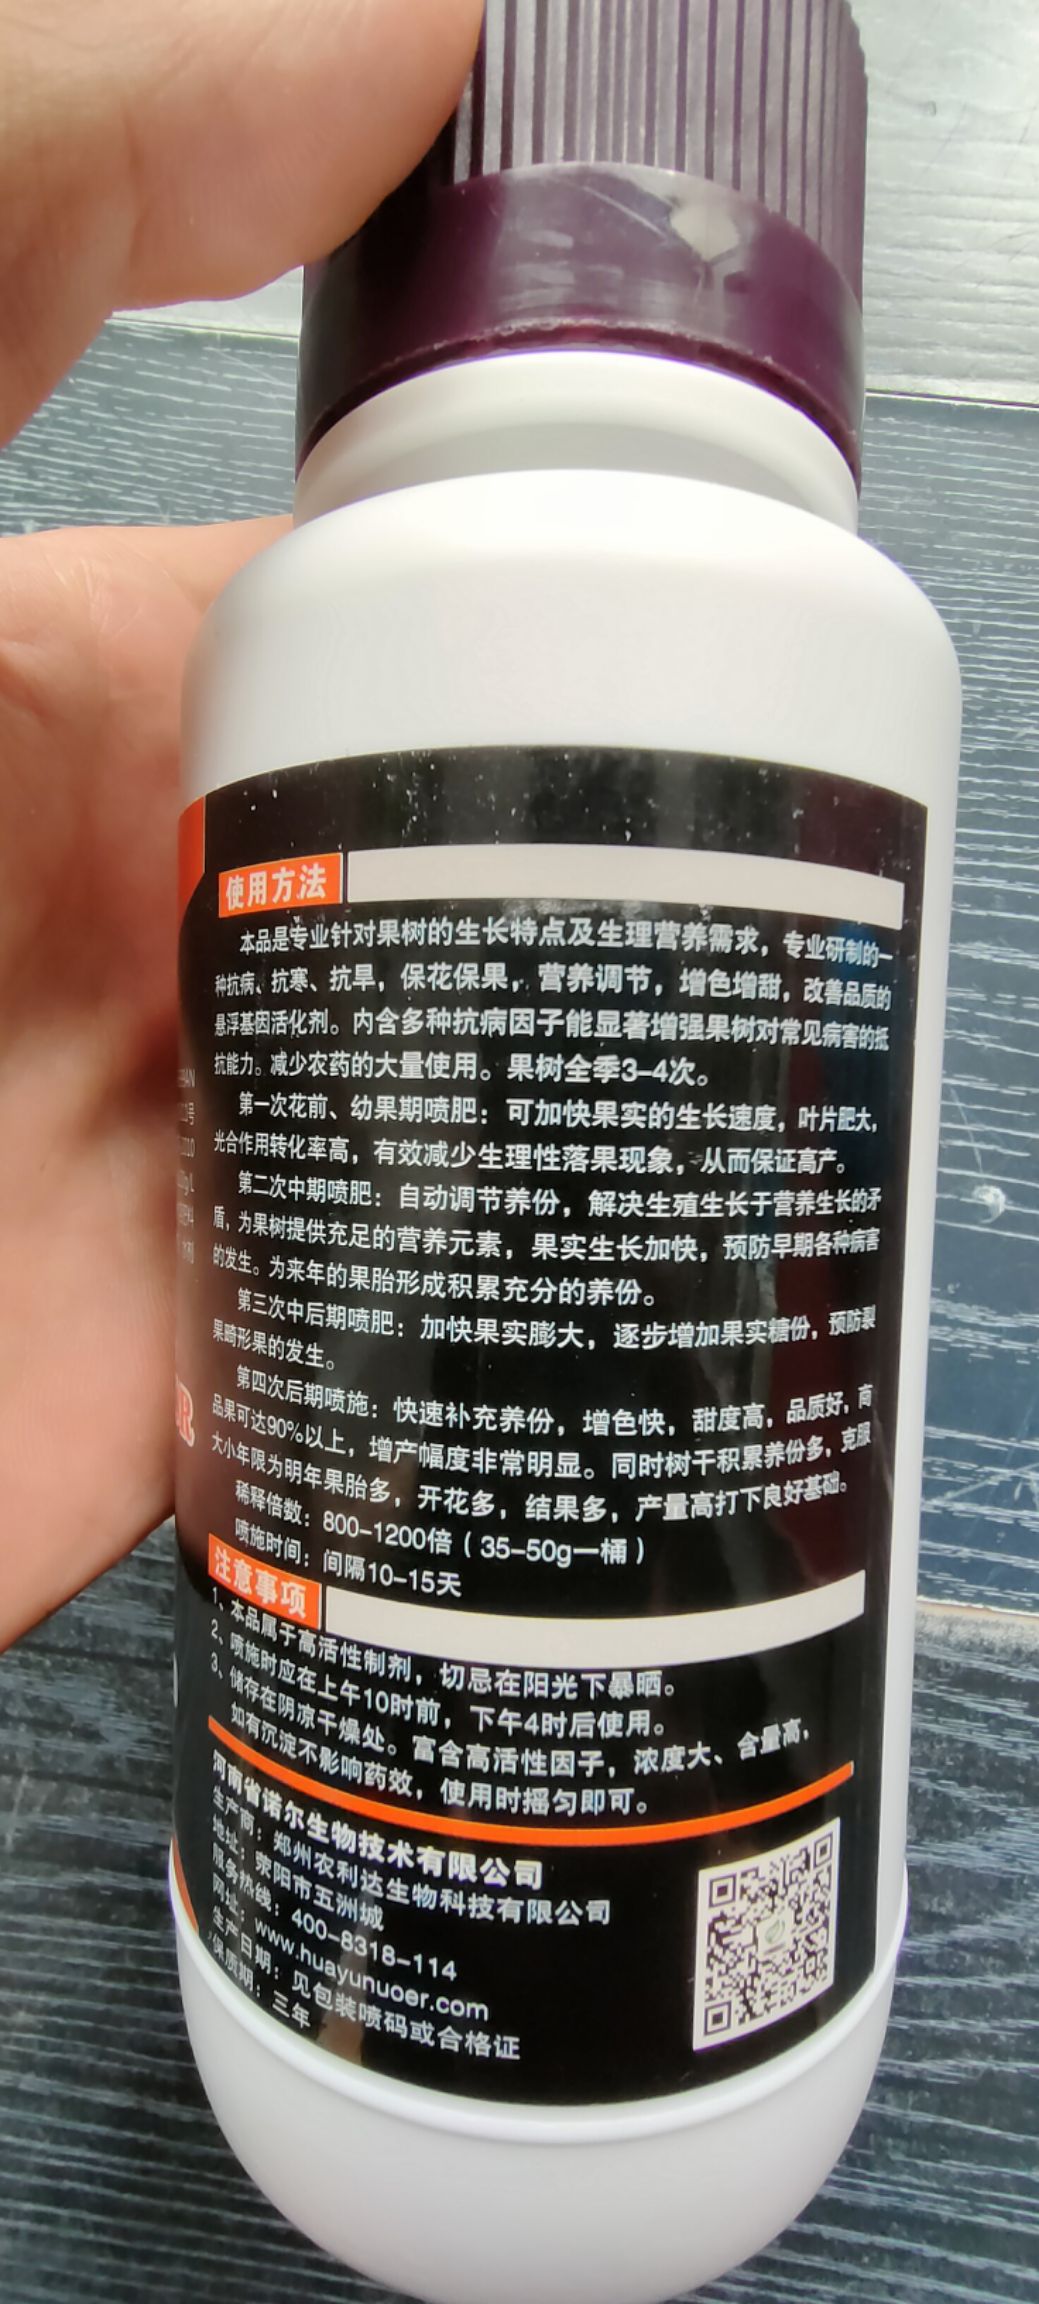 使用方法
本品是专业针对果树的生长特点及生理营养需求，专业研制的一
种抗病、抗寒、抗旱，保花保果，营养调节，增色增甜，改善品质的
悬浮基因活化剂。内含多种抗病因子能显著增强果树对常见病害的抵
抗能力。减少农药的大量使用。果树全季3-4次。
第一次花前、幼果期喷肥：可加快果实的生长速度，叶片肥大，
光合作用转化率高，有效减少生理性落果现象，从而保证高产。
第二次中期喷肥：自动调节养份，解决生殖生长于营养生长的矛
盾，为果树提供充足的营养元素，果实生长加快，预防早期各种病害
的发生。为来年的果胎形成积累充分的养份。
第三次中后期喷肥：加快果实膨大，逐步增加果实糖份，预防裂
果畸形果的发生。
第四次后期喷施：快速补充养份，增色快，甜度高，品质好，商
品果可达90%以上，增产幅度非常明显。同时树干积累养份多，克服
大小年限为明年果胎多，开花多，结果多，产量高打下良好基础。
稀释倍数：800-1200倍（35-50g一桶）
喷施时间：间隔10-15天
注意事项
1、本品属于高活性制剂，切忌在阳光下暴晒。
2、喷施时应在上午10时前，下午4时后使用。
3、储存在阴凉干燥处。富含高活性因子，浓度大、含量高，
如有沉淀不影响药效，使用时摇匀即可。
河南省诺尔生物技术有限公司
生产商：郑州农利达生物科技有限公司
地址：荥阳市五洲城
服务热线：400-8318-114
网址：www.huayunuoer.com
生产日期：见包装喷码或合格证
保质期：三年